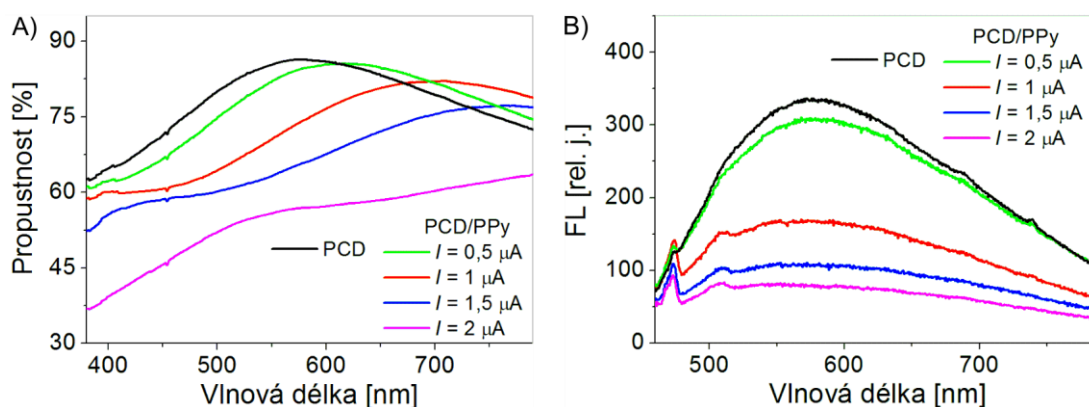 A)
Propustnost [%]
90
75
60
45
30
PCD
PCD/PPy
I = 0,5 μA
I = 1 μA
I = 1,5 μA
I = 2 μA
400
500
600
700
Vlnová délka [nm]
B)
FL [rel. j.]
400
300
200
100
0
PCD
PCD/PPy
I = 0,5 μA
I = 1 μA
I = 1,5 μA
I = 2 μA
500
600
700
Vlnová délka [nm]